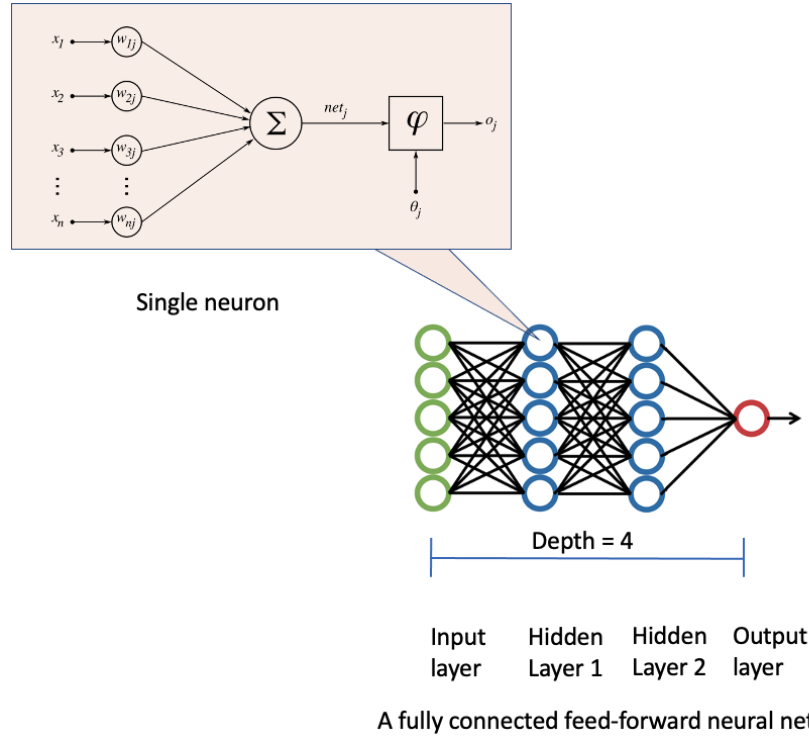 x1 w1j
x2 w2j
x3 w3j
⋮ ⋮
xn wnj
Σ
netj
φ
oj
θj
Single neuron
Depth = 4
Input layer
Hidden Layer 1
Hidden Layer 2
Output layer
A fully connected feed-forward neural net